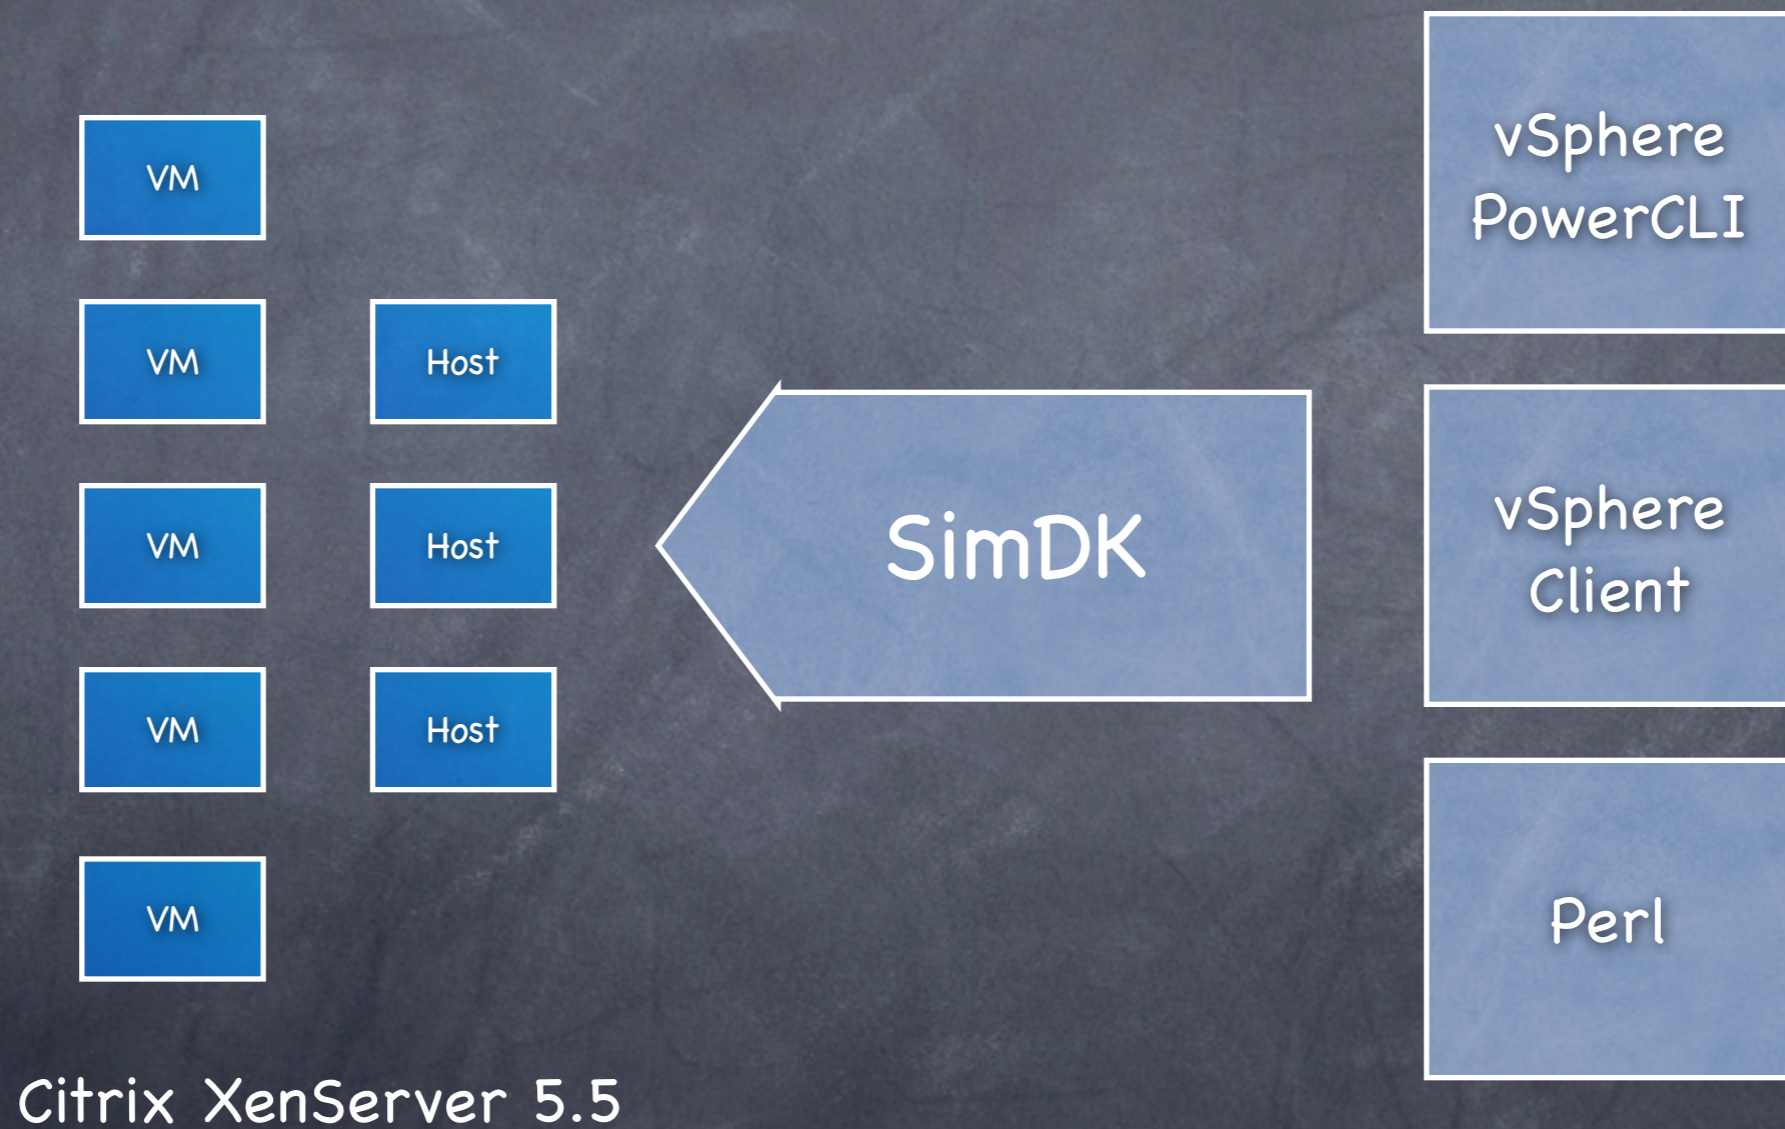 VM
VM
VM
VM
VM
Host
Host
Host
SimDK
vSphere
PowerCLI
vSphere
Client
Perl
Citrix XenServer 5.5